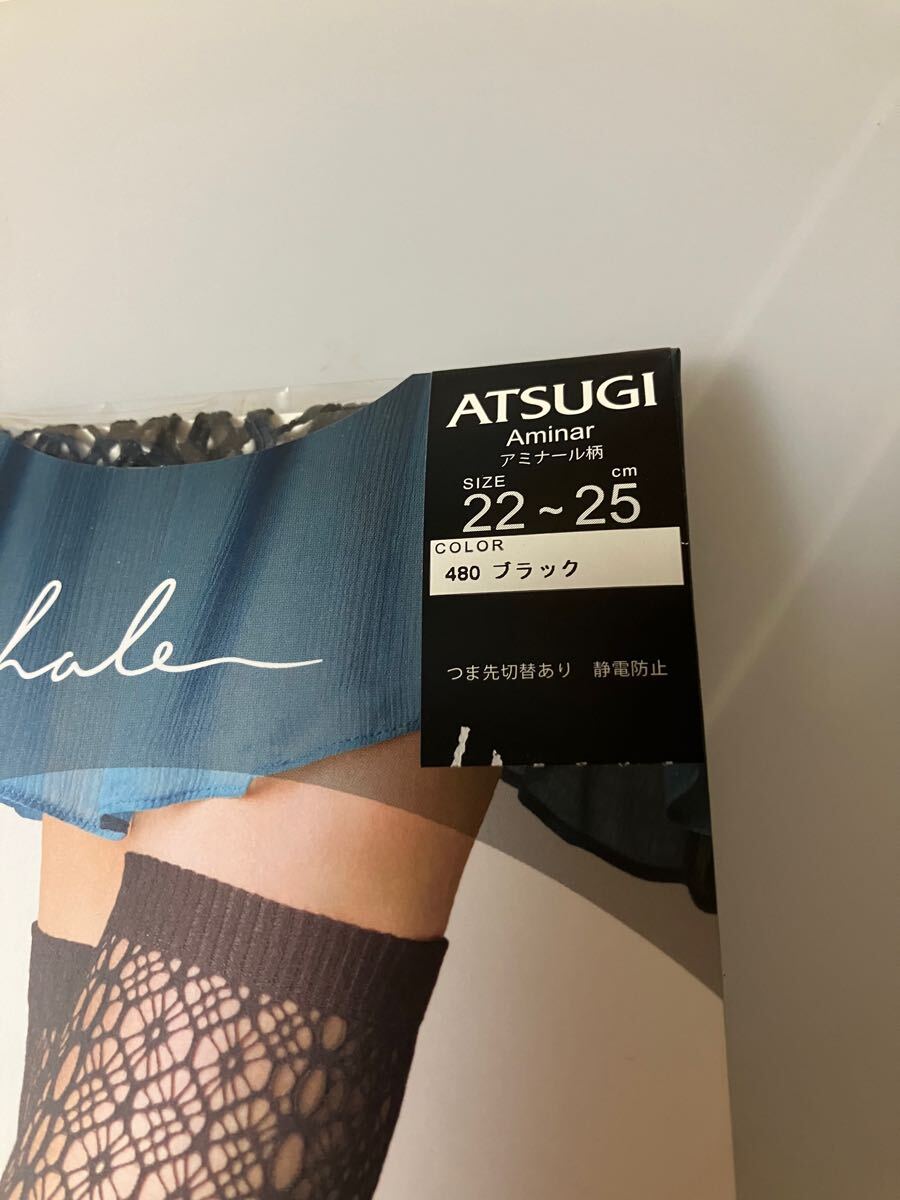 ATSUGI
Aminar
アミナール柄
SIZE
cm
22~25
COLOR
480 ブラック
hale
つま先切替あり 静電防止